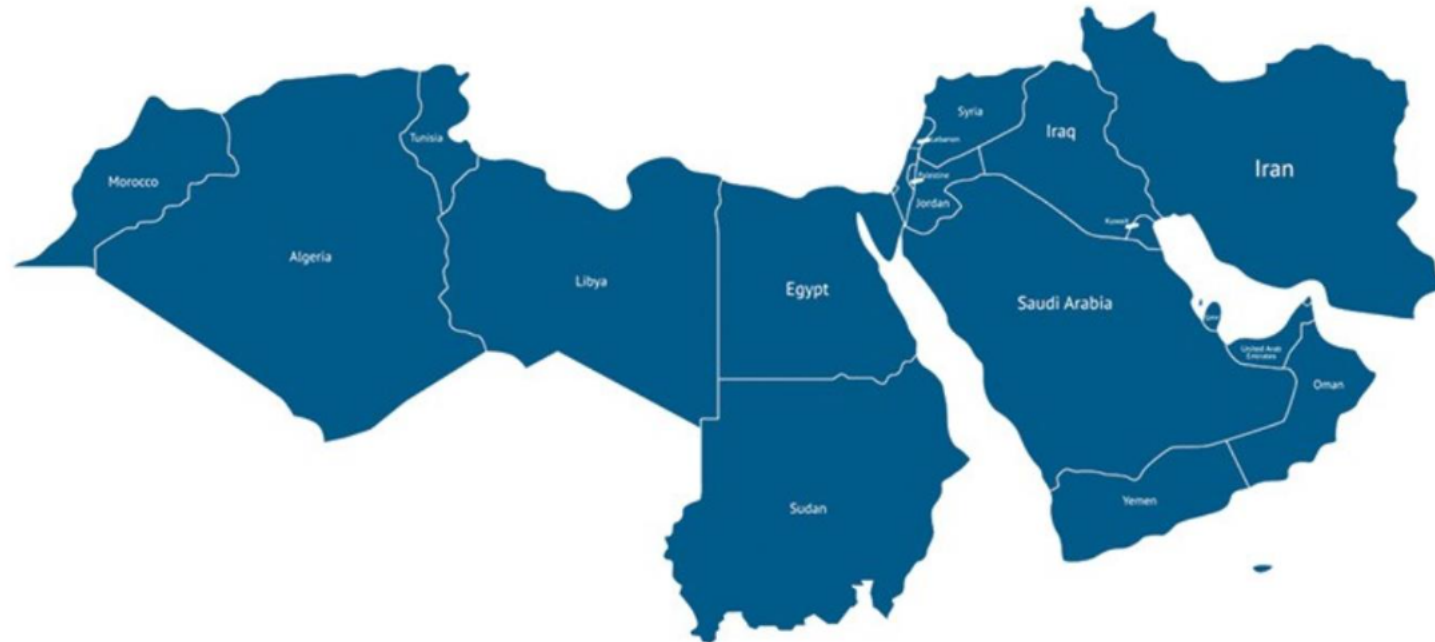 Morocco
Algeria
Tunisia
Libya
Egypt
Sudan
Syria
Lebanon
Palestine
Jordan
Iraq
Kuwait
Iran
Saudi Arabia
Qatar
United Arab
Emirates
Oman
Yemen